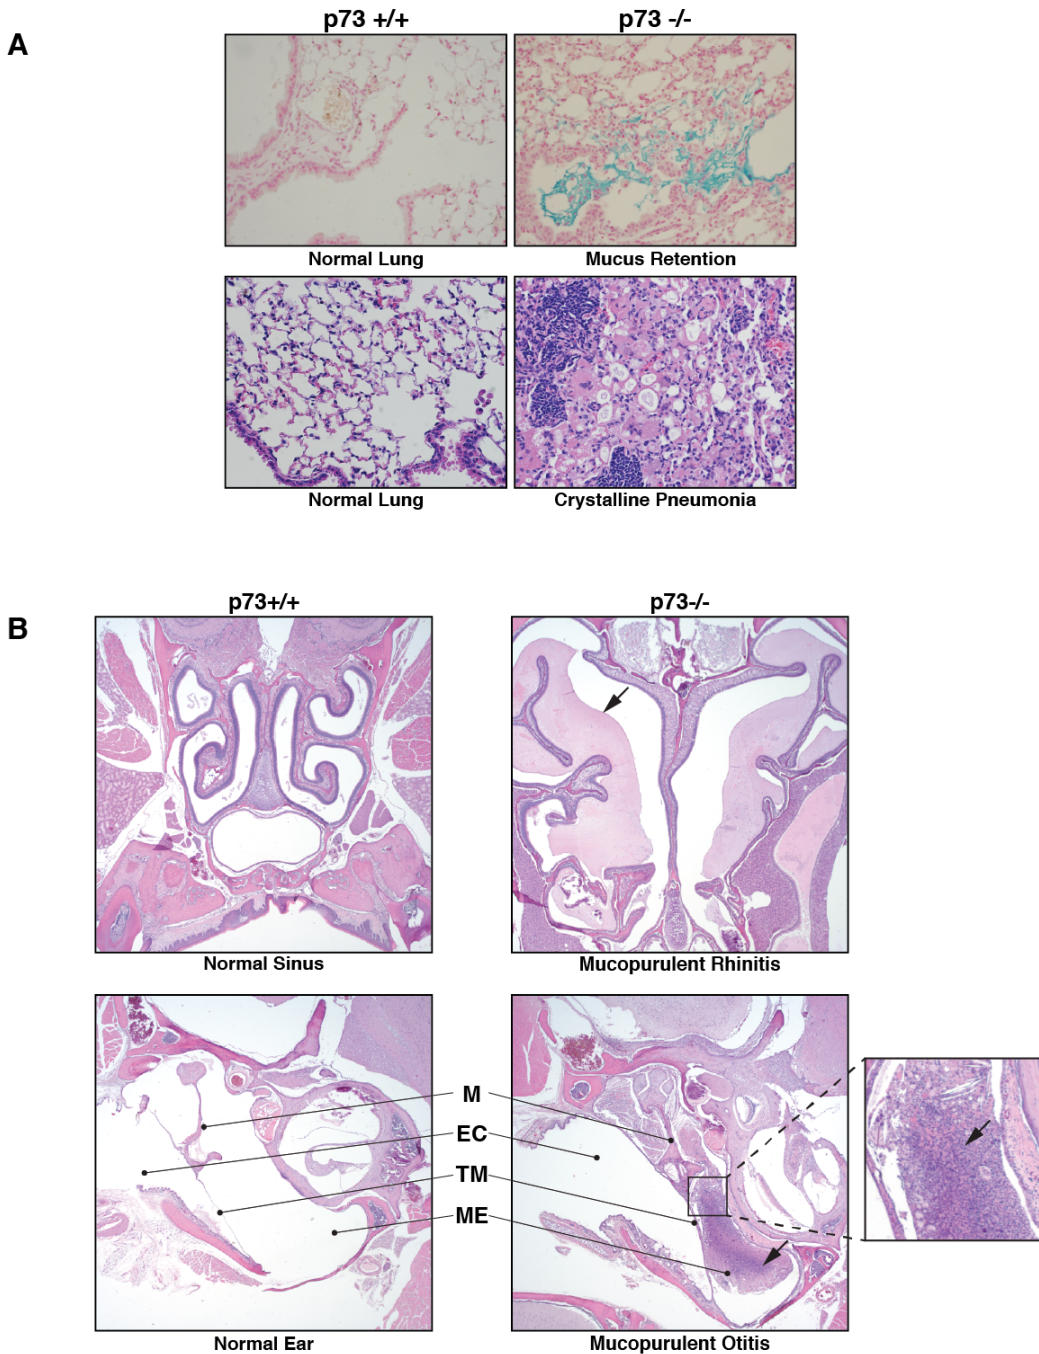 A
p73 +/+
p73 -/-
Normal Lung
Mucus Retention
Normal Lung
Crystalline Pneumonia
B
p73+/+
p73-/-
Normal Sinus
Mucopurulent Rhinitis
M
EC
TM
ME
Normal Ear
Mucopurulent Otitis